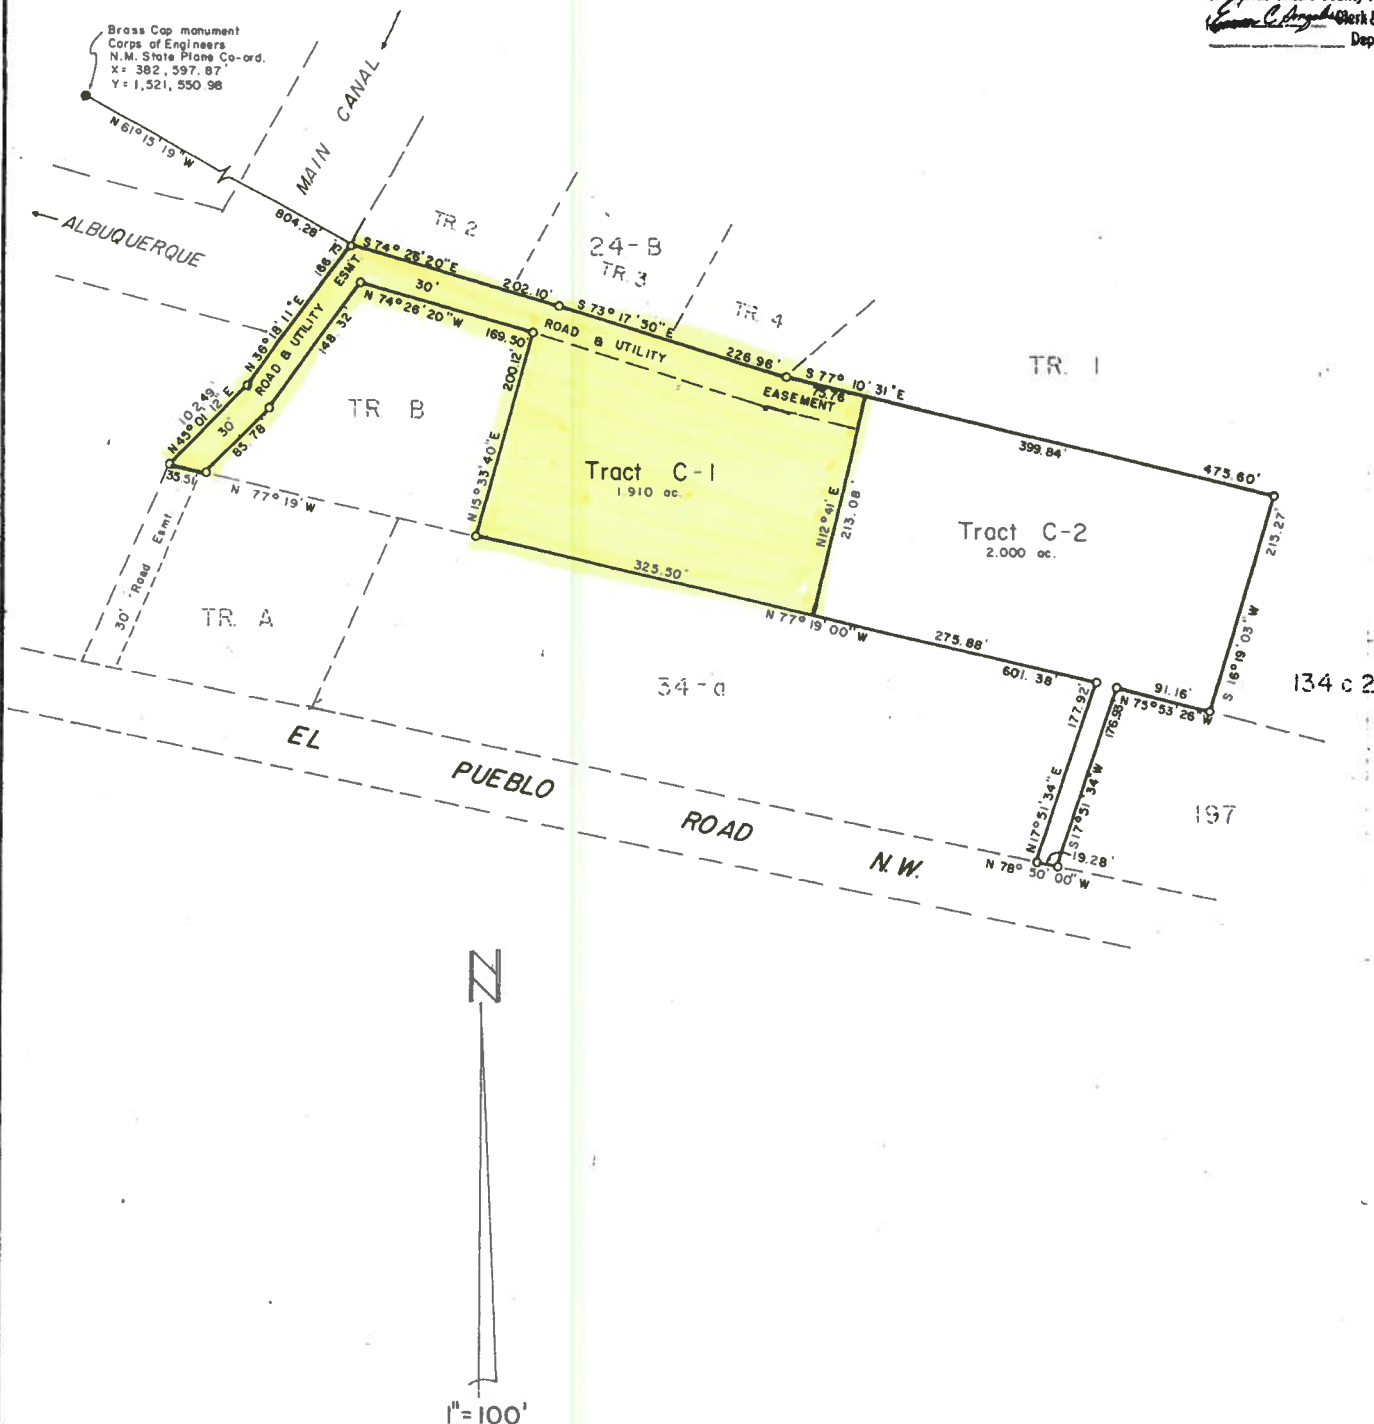 Clerk &
Dep
Brass Cap monument
Corps of Engineers
N.M. State Plane Co-ord.
X= 382,597.87'
Y= 1,521,550.98
N 61° 15' 19" W
804.28'
MAIN CANAL
ALBUQUERQUE
TR. 2
24-B
TR. 3
TR. 4
TR. 1
S 74° 26' 20" E
202.10'
S 73° 17' 50" E
226.96'
S 77° 10' 31" E
75.76
399.84'
475.60'
N 36° 18' 11" E
ROAD & UTILITY ESMT.
30'
148.32'
N 74° 26' 20" W
169.50'
ROAD & UTILITY EASEMENT
N 45° 01' 12" E
102.49'
30'
85.78'
35.51'
N 77° 19' W
TR. B
200.12'
N 15° 33' 40" E
Tract C-1
1.910 ac.
N12° 41' E
213.08'
325.50'
Tract C-2
2.000 ac.
215.27'
S 16° 19' 03" W
N 77° 19' 00" W
275.88'
601.38'
91.16'
N 75° 53' 26" W
134 c 2
30' Road Esmt.
TR. A
34-a
177.92'
N17° 51' 34" E
176.93'
S17° 51' 34" W
197
19.28'
N 78° 50' 00" W
EL PUEBLO ROAD N.W.
N
1"=100'